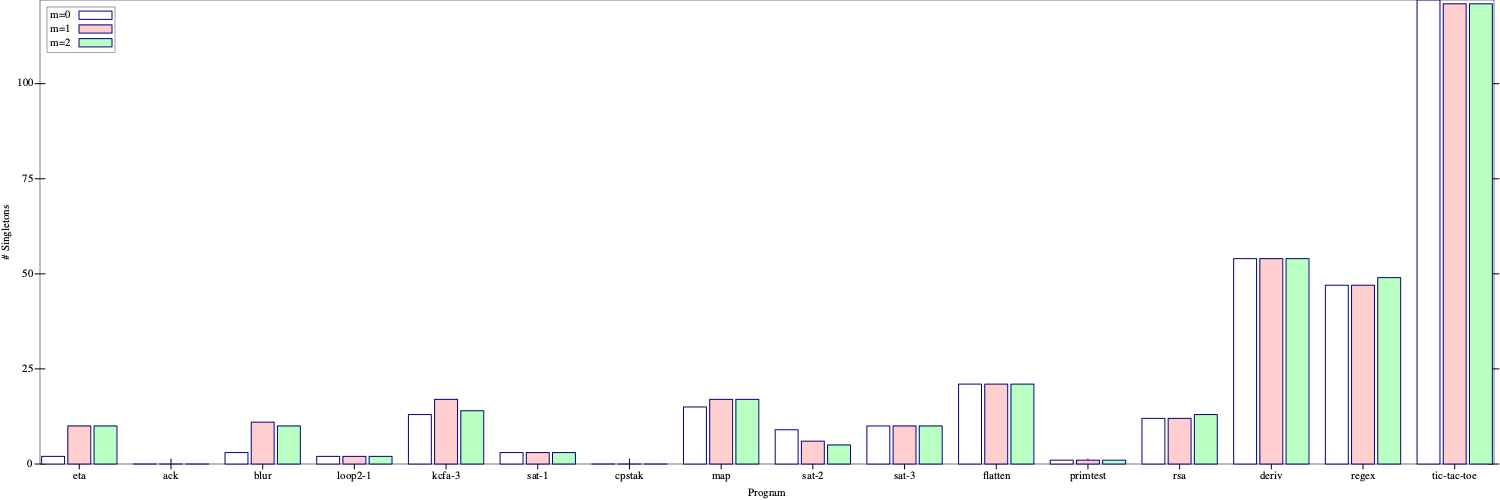 m=0
m=1
m=2
100
75
50
25
0
# Singletons
eta ack blur loop2-1 kcfa-3 sat-1 cpstak map sat-2 sat-3 flatten primtest rsa deriv regex tic-tac-toe
Program